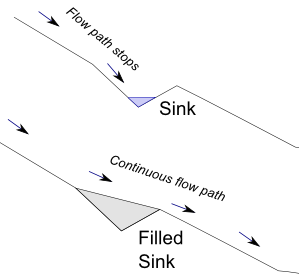 Flow path stops
Sink
Continuous flow path
Filled
Sink